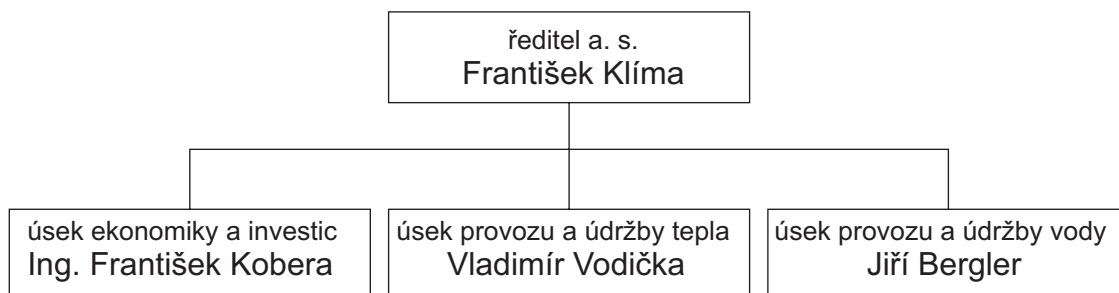 ředitel a. s.
František Klíma
úsek ekonomiky a investic
Ing. František Kobera
úsek provozu a údržby tepla
Vladimír Vodička
úsek provozu a údržby vody
Jiří Bergler